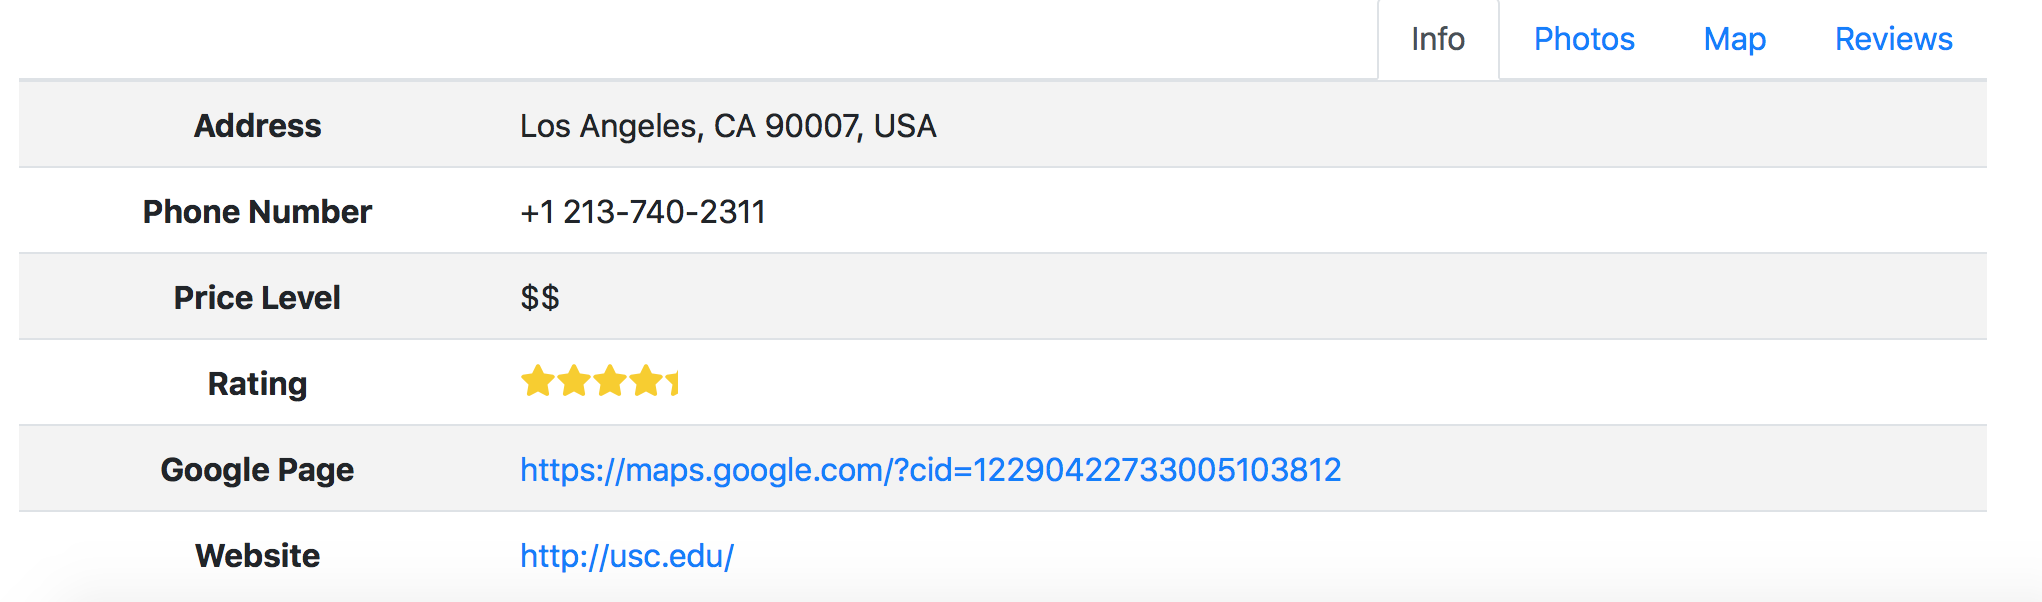 Info Photos Map Reviews
Address Los Angeles, CA 90007, USA
Phone Number +1 213-740-2311
Price Level $$
Rating
Google Page https://maps.google.com/?cid=12290422733005103812
Website http://usc.edu/